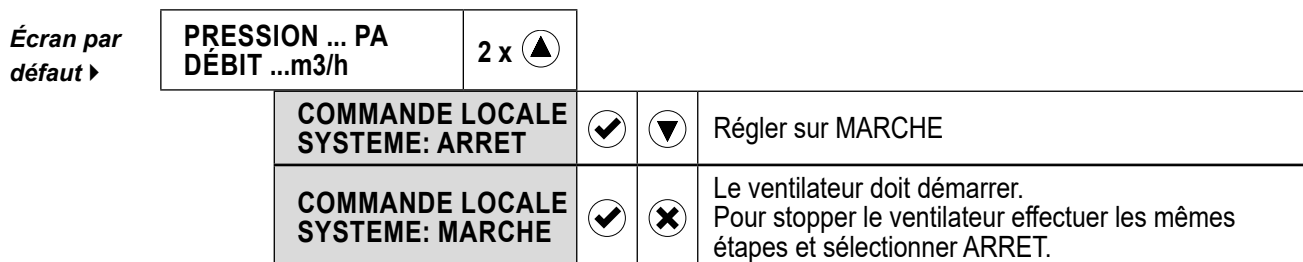 Écran par
défaut
PRESSION ... PA
DÉBIT ...m3/h
2 x
COMMANDE LOCALE
SYSTEME: ARRET
Régler sur MARCHE
COMMANDE LOCALE
SYSTEME: MARCHE
Le ventilateur doit démarrer.
Pour stopper le ventilateur effectuer les mêmes
étapes et sélectionner ARRET.